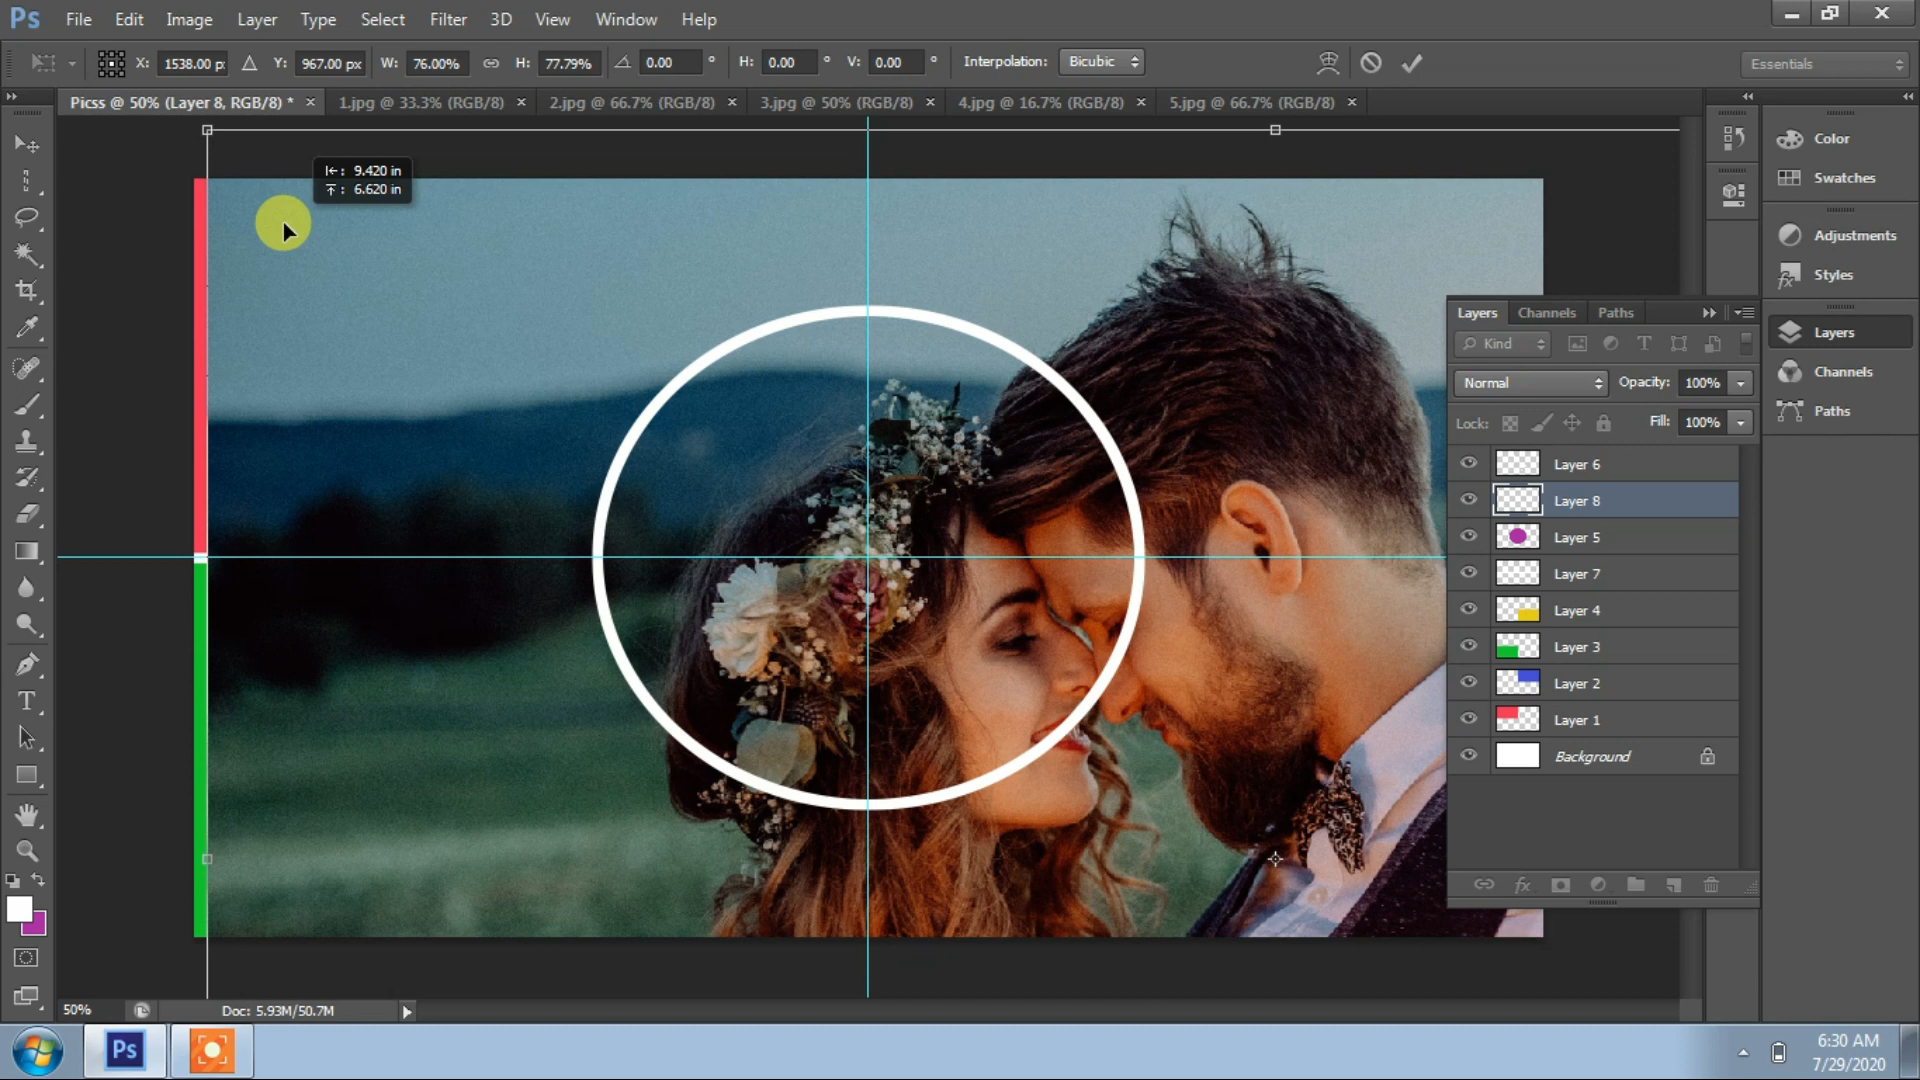 Ps File Edit Image Layer Type Select Filter 3D View Window Help
X: 1538.00 p Y: 967.00 px W: 76.00% H: 77.79% 0.00 ° H: 0.00 ° V: 0.00 ° Interpolation: Bicubic Essentials
Picss @ 50% (Layer 8, RGB/8) * × 1.jpg @ 33.3% (RGB/8) × 2.jpg @ 66.7% (RGB/8) × 3.jpg @ 50% (RGB/8) × 4.jpg @ 16.7% (RGB/8) × 5.jpg @ 66.7% (RGB/8) ×
: 9.420 in
: 6.620 in
Color
Swatches
Adjustments
Styles
Layers
Channels
Paths
Layers Channels Paths
Kind
Normal Opacity: 100%
Lock: Fill: 100%
Layer 6
Layer 8
Layer 5
Layer 7
Layer 4
Layer 3
Layer 2
Layer 1
Background
50% Doc: 5.93M/50.7M
Ps
6:30 AM
7/29/2020